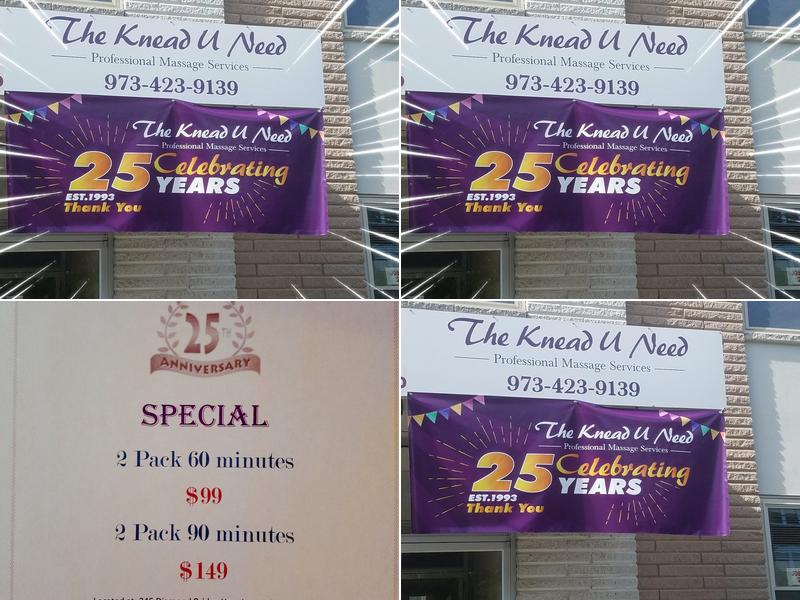 The Knead U Need
Professional Massage Services
973-423-9139
The Knead U Need
Professional Massage Services
25 Celebrating
YEARS
EST.1993
Thank You
The Knead U Need
Professional Massage Services
973-423-9139
The Knead U Need
Professional Massage Services
25 Celebrating
YEARS
EST.1993
Thank You
25TH
ANNIVERSARY
SPECIAL
2 Pack 60 minutes
$99
2 Pack 90 minutes
$149
The Knead U Need
Professional Massage Services
973-423-9139
The Knead U Need
Professional Massage Services
25 Celebrating
YEARS
EST.1993
Thank You